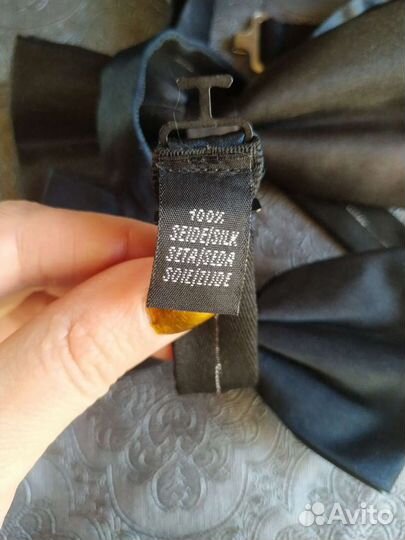 100%
SEIDE/SILK
SETA/SEDA
SOIE/ZIJDE
Avito